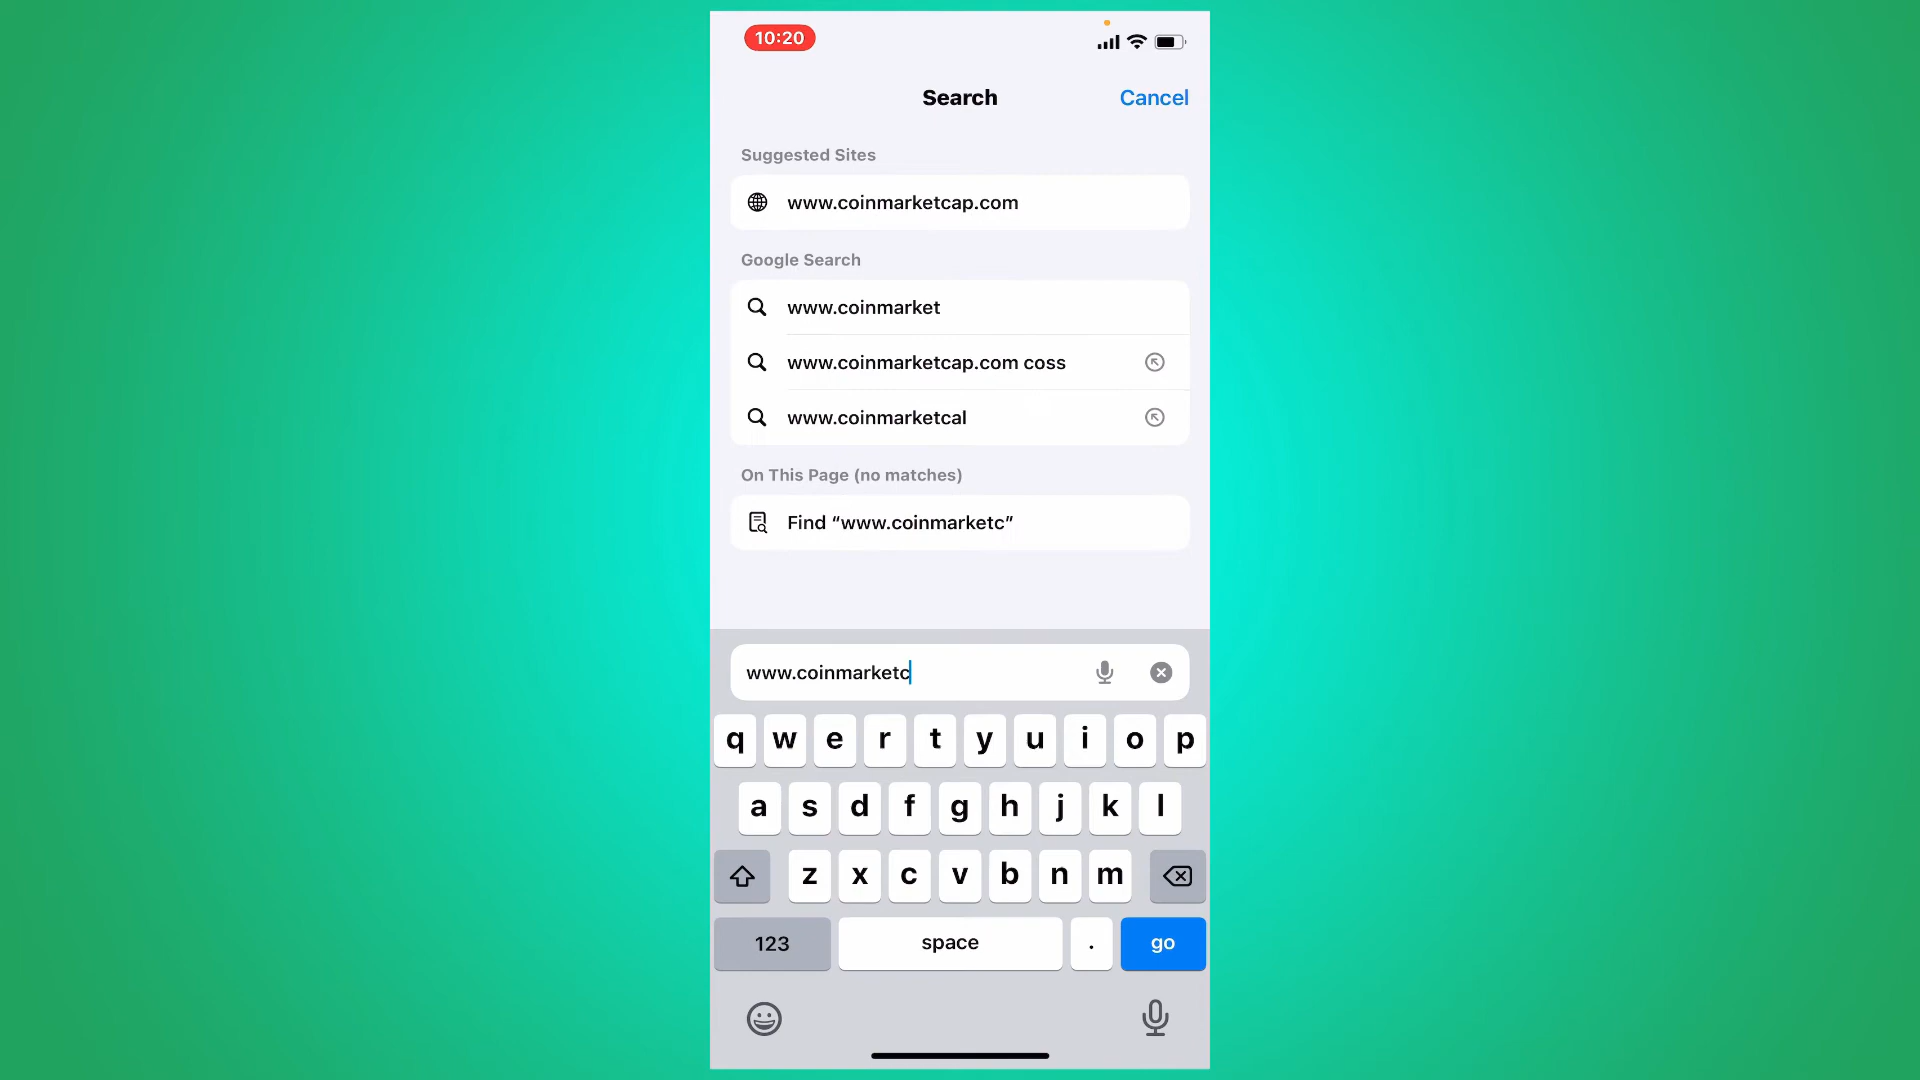 10:20
Search
Cancel
Suggested Sites
www.coinmarketcap.com
Google Search
www.coinmarket
www.coinmarketcap.com coss
www.coinmarketcal
On This Page (no matches)
Find “www.coinmarketc”
www.coinmarketc
q w e r t y u i o p
a s d f g h j k l
z x c v b n m
123 space . go